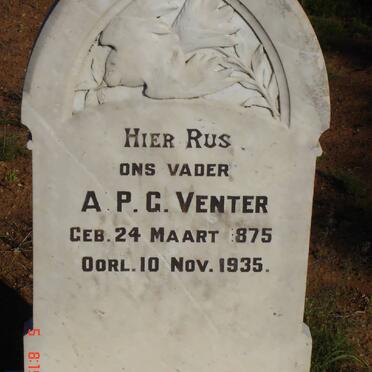 HIER RUS
ONS VADER
A.P.G. VENTER
GEB. 24 MAART 1875
OORL. 10 NOV. 1935.